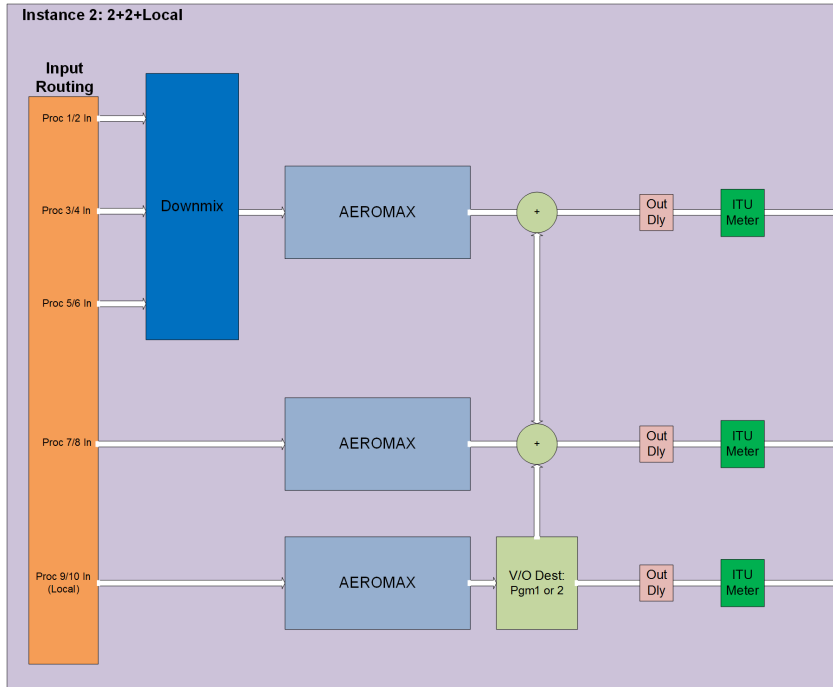 Instance 2: 2+2+Local
Input
Routing
Proc 1/2 In
Proc 3/4 In
Proc 5/6 In
Proc 7/8 In
Proc 9/10 In
(Local)
Downmix
AEROMAX
+
Out
Dly
ITU
Meter
AEROMAX
+
Out
Dly
ITU
Meter
AEROMAX
V/O Dest:
Pgm1 or 2
Out
Dly
ITU
Meter